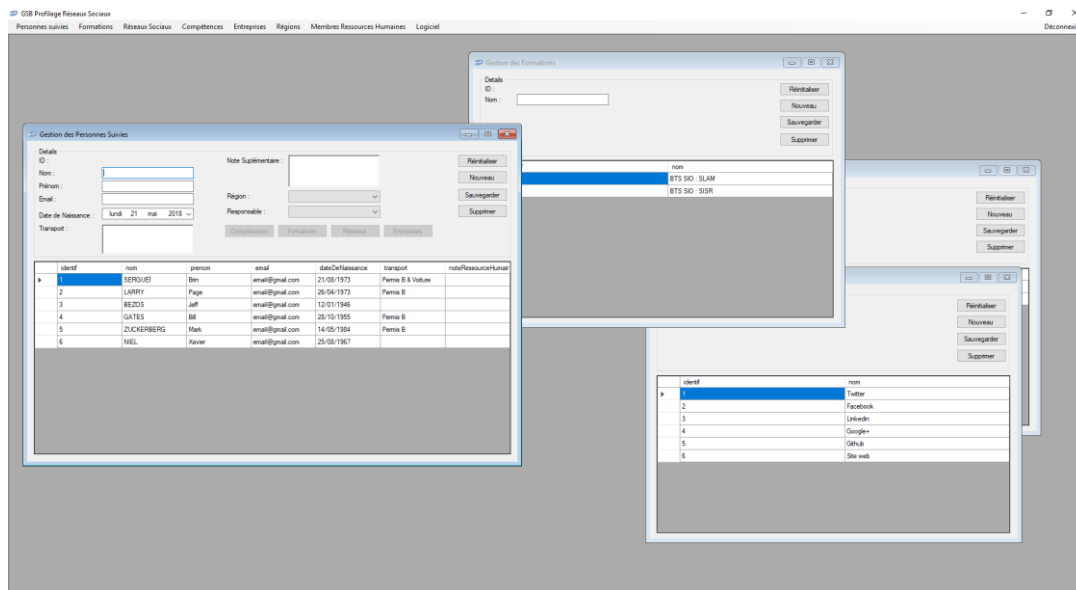 GSB Profilage Réseaux Sociaux
Personnes suivies Formations Réseaux Sociaux Compétences Entreprises Régions Membres Ressources Humaines Logiciel Déconnexi
Gestion des Formations
Details
ID :
Nom :
Réinitialiser
Nouveau
Sauvegarder
Supprimer
nom
BTS SIO : SLAM
BTS SIO : SISR
Gestion des Personnes Suivies
Details
ID :
Nom :
Prénom :
Email :
Date de Naissance : lundi 21 mai 2018
Transport :
Note Suplémentaire :
Région :
Responsable :
Compétences Formations Réseaux Entreprises
Réinitialiser
Nouveau
Sauvegarder
Supprimer
identif nom prenom email dateDeNaissance transport noteRessourceHumain
1 SERGUEÏ Brin email@gmail.com 21/08/1973 Permis B & Voiture
2 LARRY Page email@gmail.com 26/04/1973 Permis B
3 BEZOS Jeff email@gmail.com 12/01/1946
4 GATES Bill email@gmail.com 28/10/1955 Permis B
5 ZUCKERBERG Mark email@gmail.com 14/05/1984 Permis B
6 NIEL Xavier email@gmail.com 25/08/1967
Réinitialiser
Nouveau
Sauvegarder
Supprimer
Réinitialiser
Nouveau
Sauvegarder
Supprimer
identif nom
1 Twitter
2 Facebook
3 Linkedin
4 Google+
5 Github
6 Site web